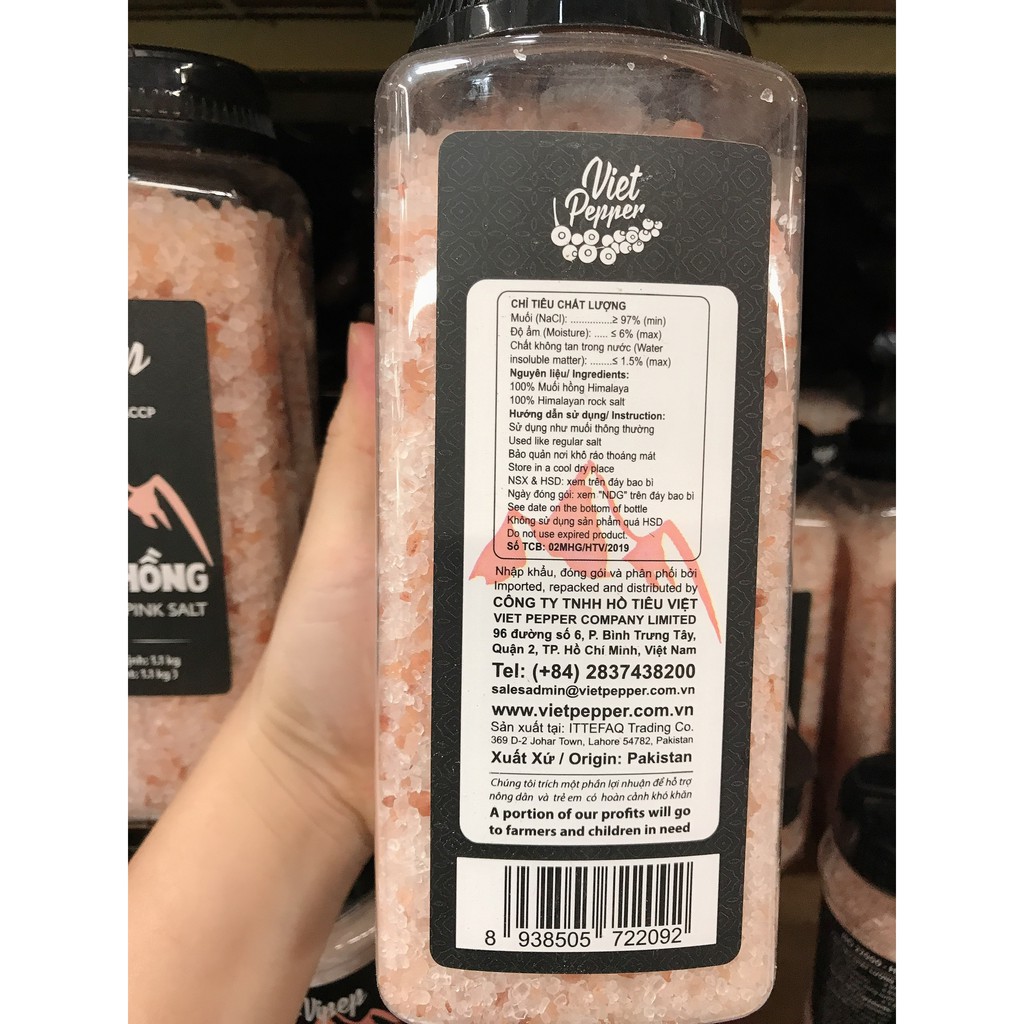 Viet
Pepper
CHỈ TIÊU CHẤT LƯỢNG
Muối (NaCl): ...............≥ 97% (min)
Độ ẩm (Moisture): ..... ≤ 6% (max)
Chất không tan trong nước (Water
insoluble matter): ........≤ 1.5% (max)
Nguyên liệu/ Ingredients:
100% Muối hồng Himalaya
100% Himalayan rock salt
Hướng dẫn sử dụng/ Instruction:
Sử dụng như muối thông thường
Used like regular salt
Bảo quản nơi khô ráo thoáng mát
Store in a cool dry place
NSX & HSD: xem trên đáy bao bì
Ngày đóng gói: xem "NDG" trên đáy bao bì
See date on the bottom of bottle
Không sử dụng sản phẩm quá HSD
Do not use expired product.
Số TCB: 02MHG/HTV/2019
Nhập khẩu, đóng gói và phân phối bởi
Imported, repacked and distributed by
CÔNG TY TNHH HỒ TIÊU VIỆT
VIET PEPPER COMPANY LIMITED
96 đường số 6, P. Bình Trưng Tây,
Quận 2, TP. Hồ Chí Minh, Việt Nam
Tel: (+84) 2837438200
salesadmin@vietpepper.com.vn
www.vietpepper.com.vn
Sản xuất tại: ITTEFAQ Trading Co.
369 D-2 Johar Town, Lahore 54782, Pakistan
Xuất Xứ / Origin: Pakistan
Chúng tôi trích một phần lợi nhuận để hỗ trợ
nông dân và trẻ em có hoàn cảnh khó khăn
A portion of our profits will go
to farmers and children in need
8 938505 722092
CCP
HỒNG
PINK SALT
ịnh: 1.1 kg
: 1.1 kg )
Vipep